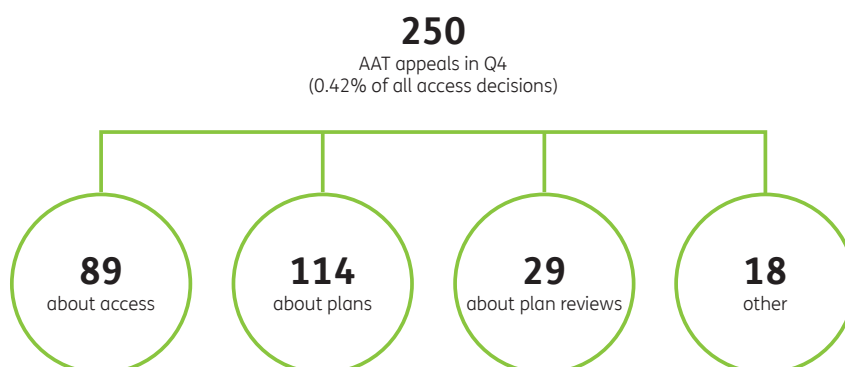 250
AAT appeals in Q4
(0.42% of all access decisions)
89
about access
114
about plans
29
about plan reviews
18
other